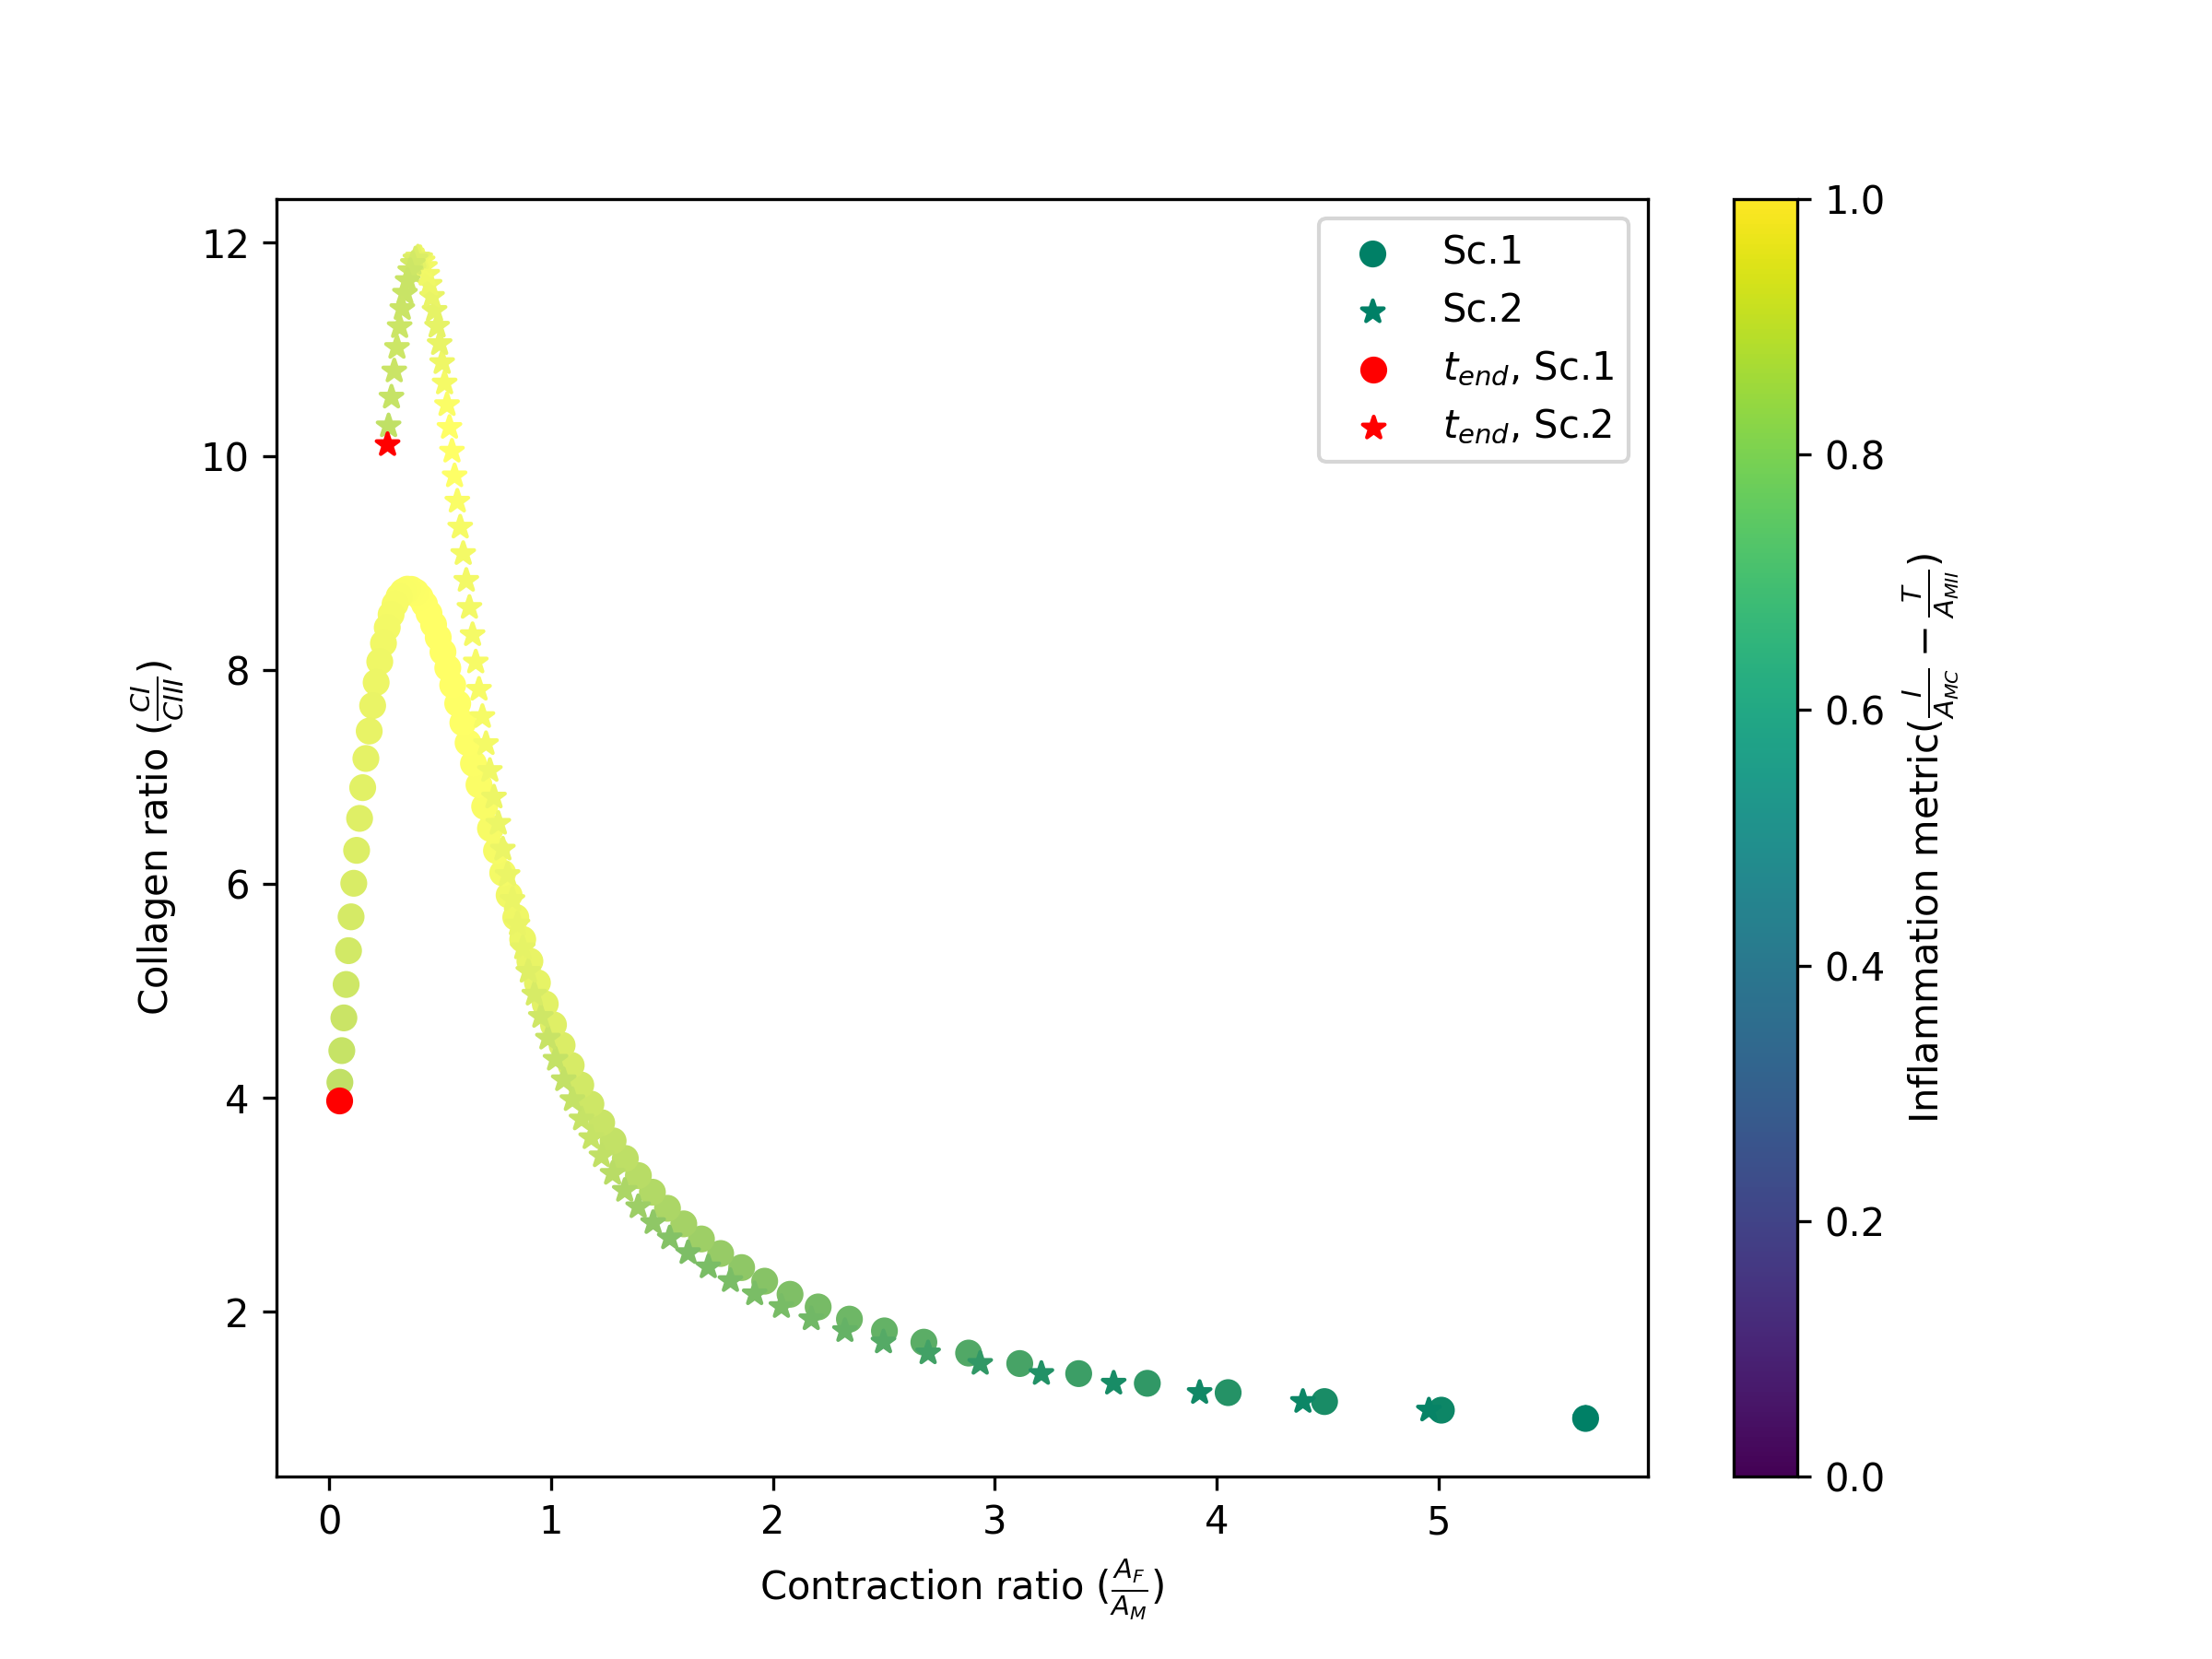 12
10
8
6
4
2
Collagen ratio (CI/CIII)
0 1 2 3 4 5
Contraction ratio (A_F/A_M)
Sc.1
Sc.2
t_end, Sc.1
t_end, Sc.2
1.0
0.8
0.6
0.4
0.2
0.0
Inflammation metric(I/A_MC − T/A_MII)